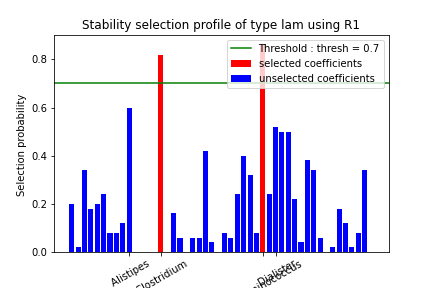 Stability selection profile of type lam using R1
Threshold : thresh = 0.7
selected coefficients
unselected coefficients
Selection probability
0.8
0.6
0.4
0.2
0.0
Alistipes
Clostridium
Dialister